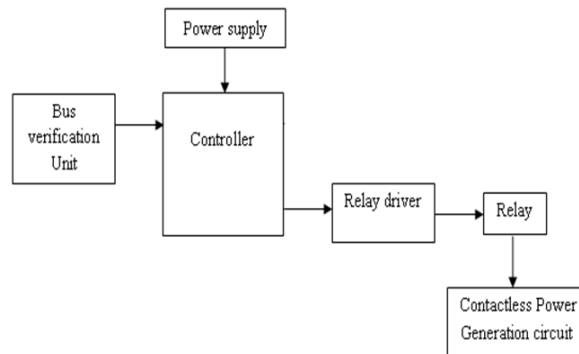 Power supply
Bus
verification
Unit
Controller
Relay driver
Relay
Contactless Power
Generation circuit